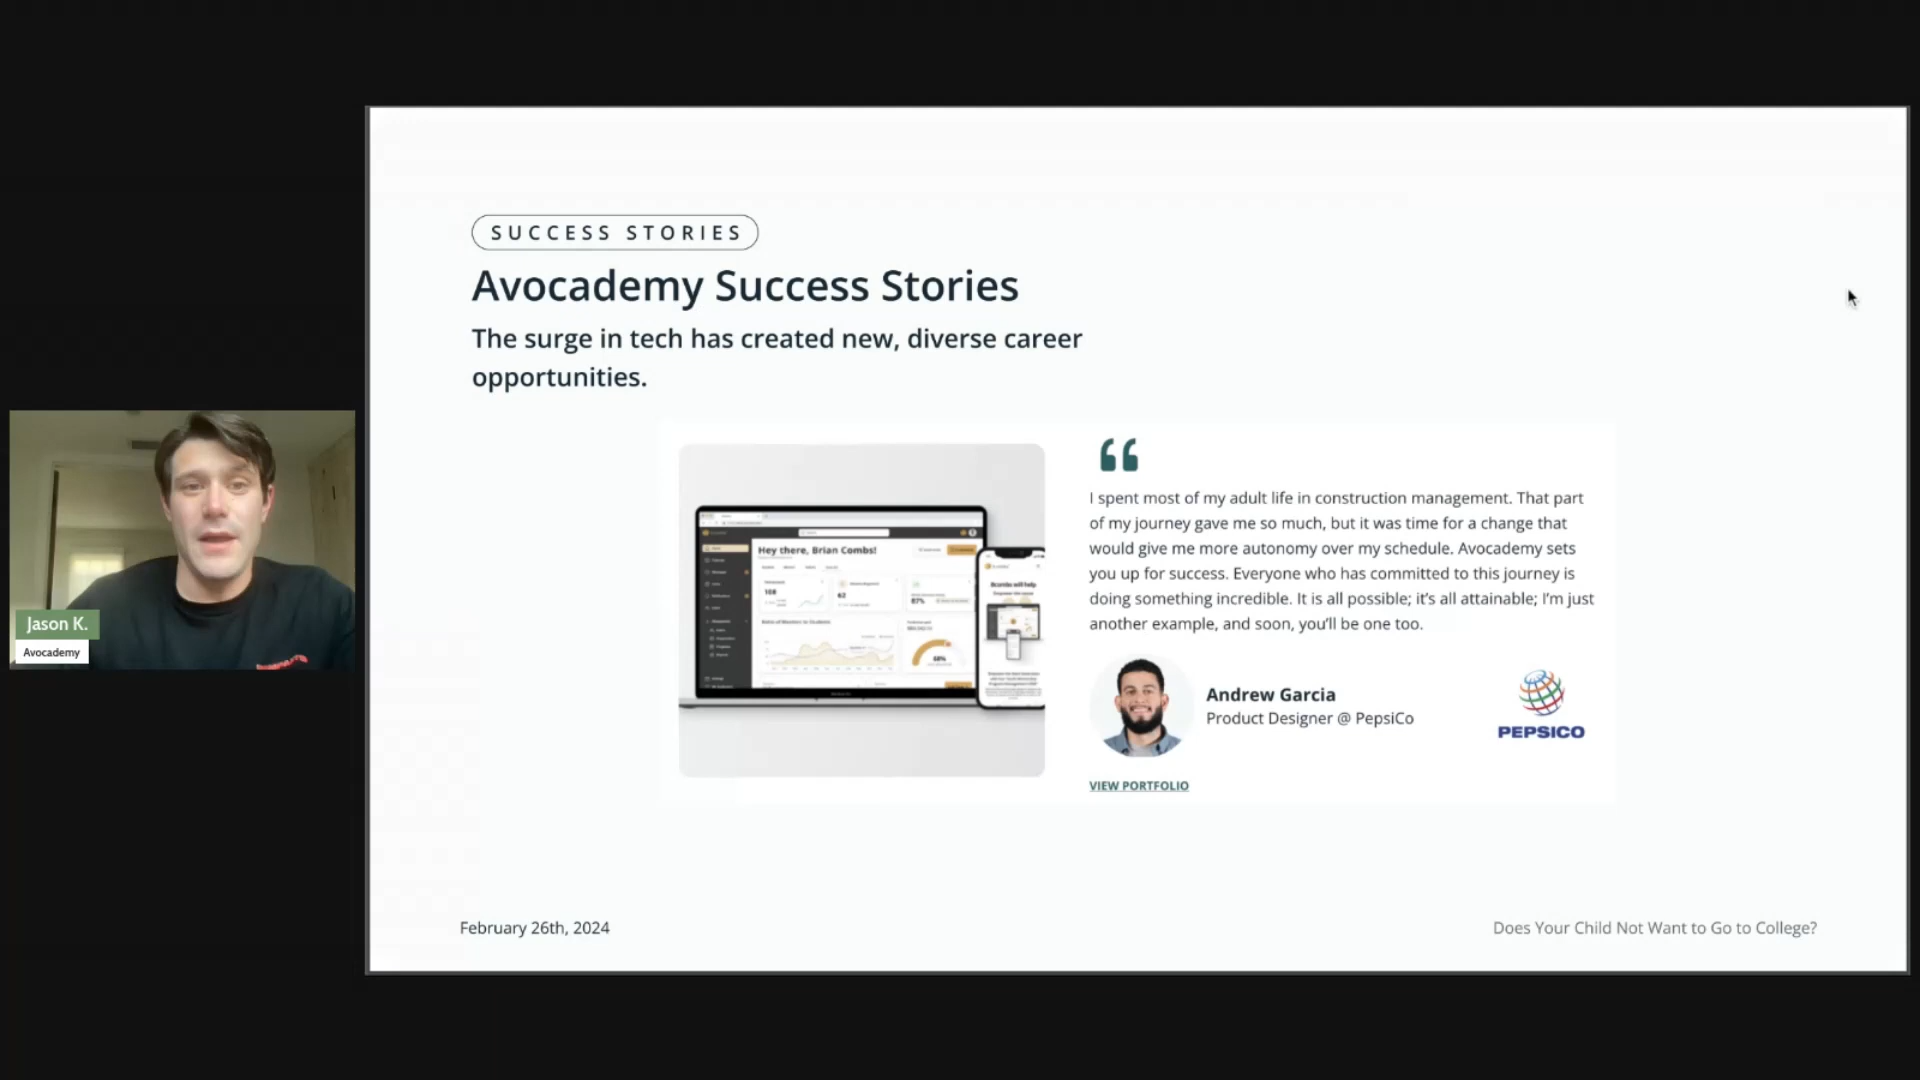 SUCCESS STORIES
Avocademy Success Stories
The surge in tech has created new, diverse career
opportunities.
I spent most of my adult life in construction management. That part
of my journey gave me so much, but it was time for a change that
would give me more autonomy over my schedule. Avocademy sets
you up for success. Everyone who has committed to this journey is
doing something incredible. It is all possible; it's all attainable; I'm just
another example, and soon, you'll be one too.
Hey there, Brian Combs!
108
62
87%
68%
Andrew Garcia
Product Designer @ PepsiCo
PEPSICO
VIEW PORTFOLIO
Jason K.
Avocademy
February 26th, 2024
Does Your Child Not Want to Go to College?